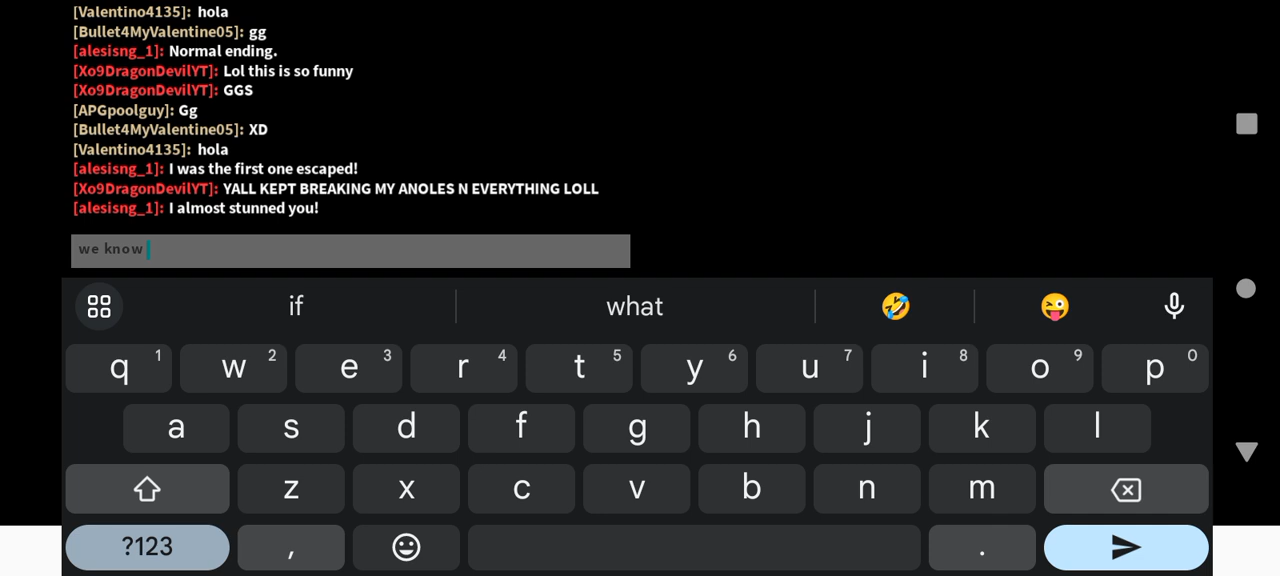 [Valentino4135]: hola
[Bullet4MyValentine05]: gg
[alesisng_1]: Normal ending.
[Xo9DragonDevilYT]: Lol this is so funny
[Xo9DragonDevilYT]: GGS
[APGpoolguy]: Gg
[Bullet4MyValentine05]: XD
[Valentino4135]: hola
[alesisng_1]: I was the first one escaped!
[Xo9DragonDevilYT]: YALL KEPT BREAKING MY ANOLES N EVERYTHING LOLL
[alesisng_1]: I almost stunned you!
we know
if what 🤣 😜
q 1 w 2 e 3 r 4 t 5 y 6 u 7 i 8 o 9 p 0
a s d f g h j k l
z x c v b n m
?123 , .